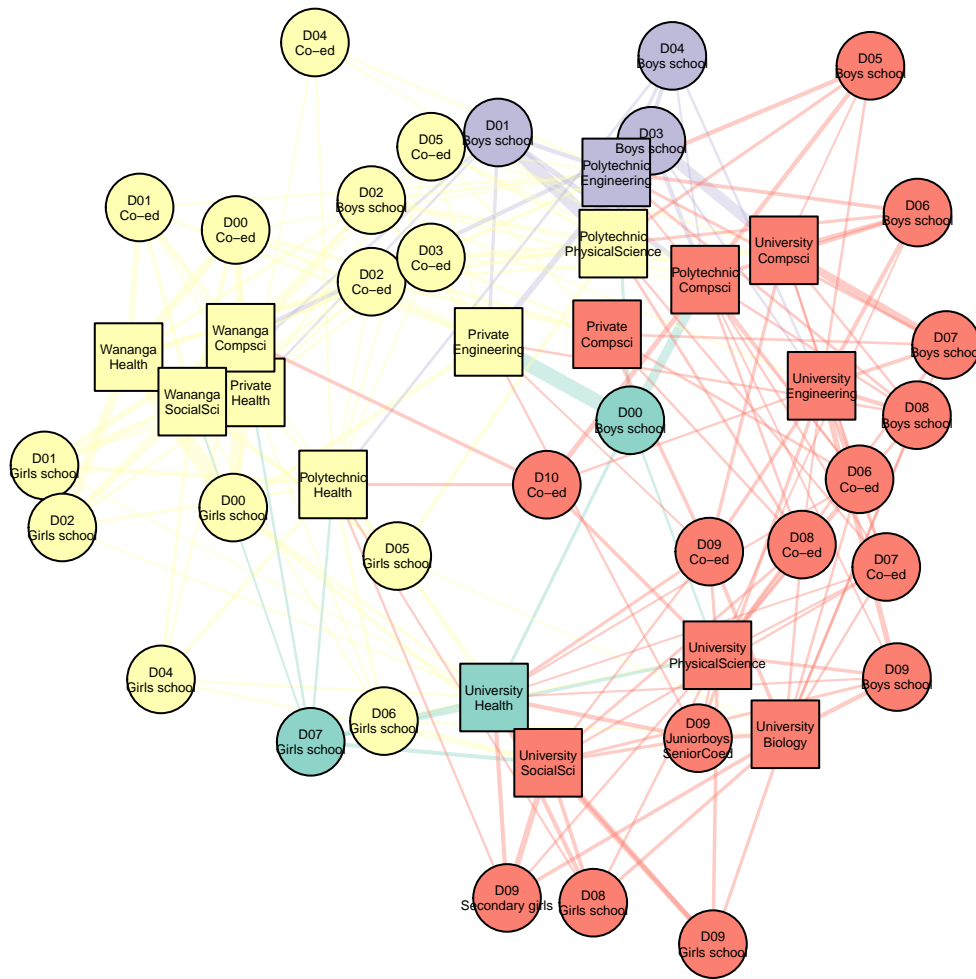 D04
Co–ed
D04
Boys school
D05
Boys school
D01
Boys school
D03
Boys school
D05
Co–ed
Polytechnic
Engineering
D02
Boys school
D01
Co–ed
D00
Co–ed
D06
Boys school
D03
Co–ed
Polytechnic
PhysicalScience
University
Compsci
D02
Co–ed
Polytechnic
Compsci
Wananga
Health
Wananga
Compsci
Private
Engineering
Private
Compsci
D07
Boys school
Wananga
SocialSci
Private
Health
University
Engineering
D00
Boys school
D08
Boys school
D01
Girls school
Polytechnic
Health
D10
Co–ed
D06
Co–ed
D02
Girls school
D00
Girls school
D05
Girls school
D09
Co–ed
D08
Co–ed
D07
Co–ed
D04
Girls school
University
PhysicalScience
D09
Boys school
University
Health
D07
Girls school
D06
Girls school
D09
Juniorboys
SeniorCoed
University
Biology
University
SocialSci
D09
Secondary girls
D08
Girls school
D09
Girls school